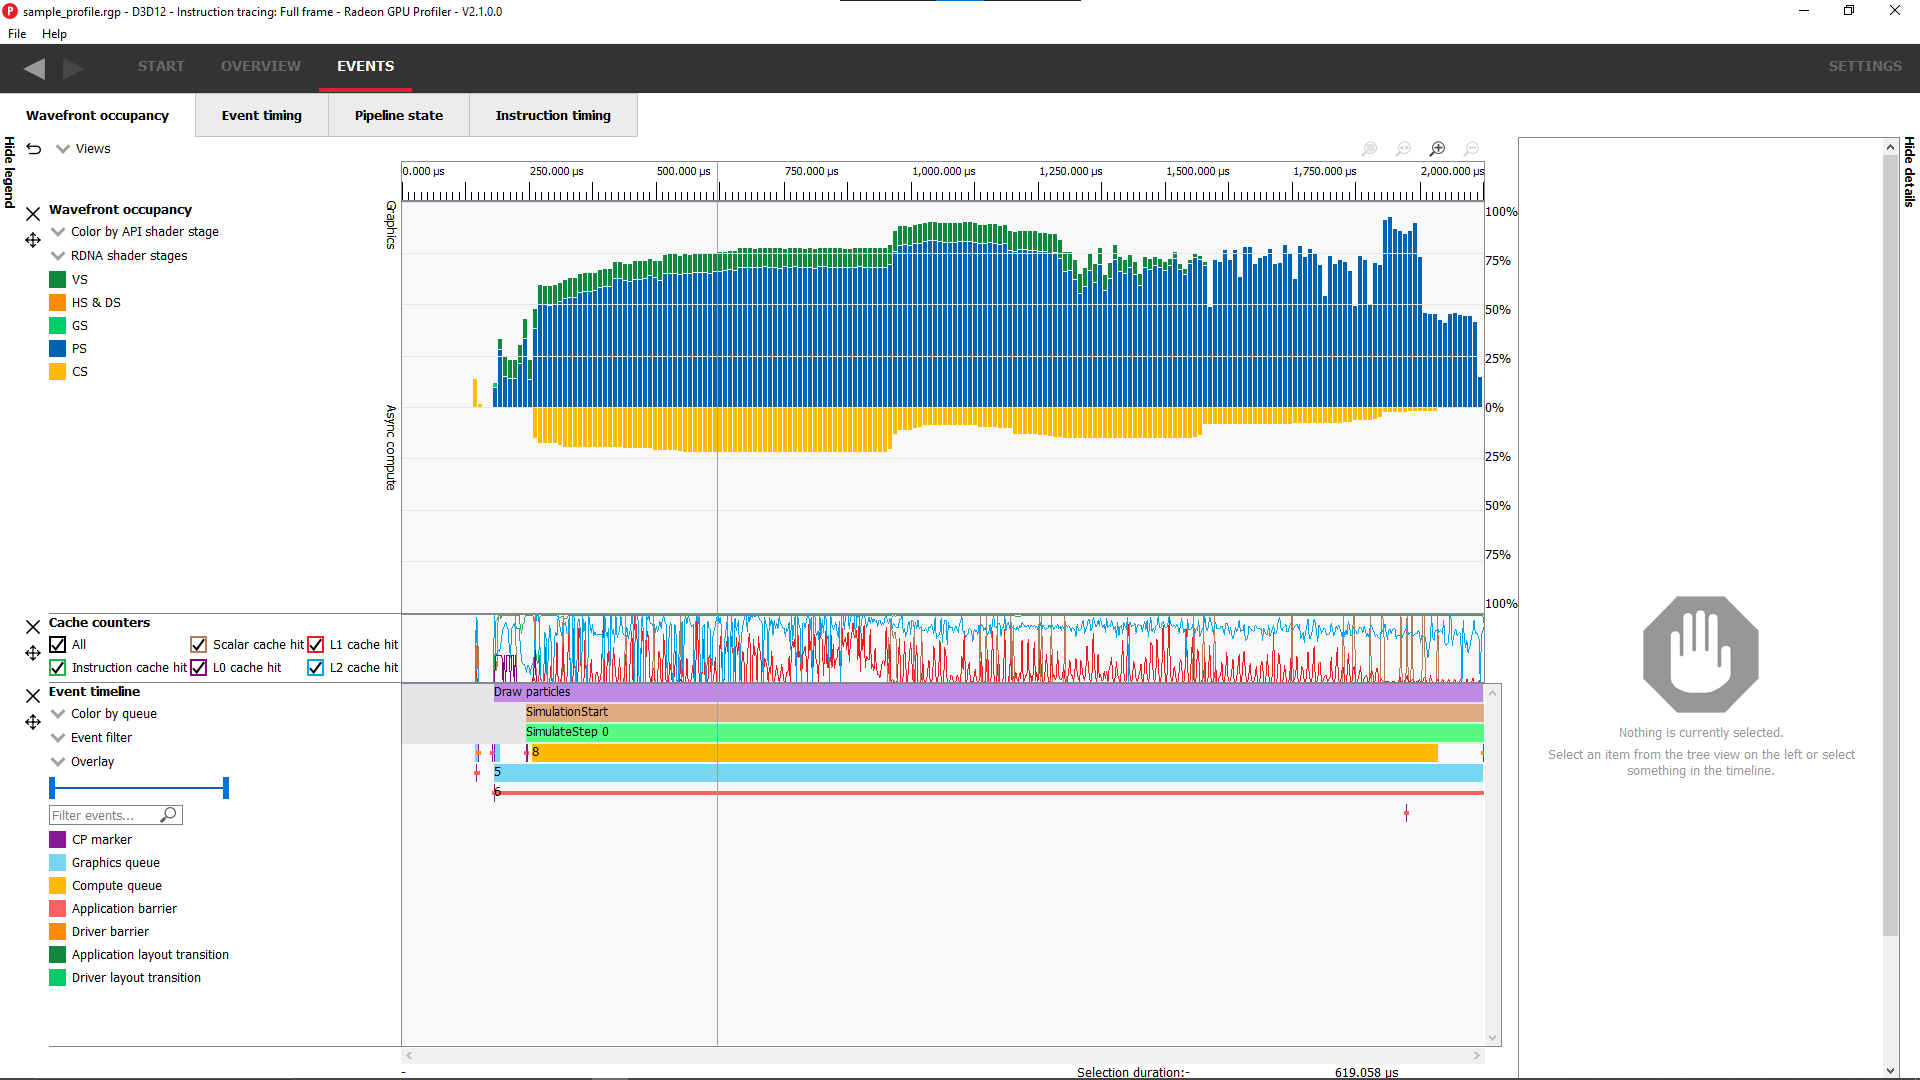 sample_profile.rgp - D3D12 - Instruction tracing: Full frame - Radeon GPU Profiler - V2.1.0.0
File Help
START OVERVIEW EVENTS SETTINGS
Wavefront occupancy Event timing Pipeline state Instruction timing
Hide legend
Views
Hide details
0.000 µs 250.000 µs 500.000 µs 750.000 µs 1,000.000 µs 1,250.000 µs 1,500.000 µs 1,750.000 µs 2,000.000 µs
Wavefront occupancy
Color by API shader stage
RDNA shader stages
VS
HS & DS
GS
PS
CS
Graphics
Async compute
100%
75%
50%
25%
0%
25%
50%
75%
100%
Cache counters
All Scalar cache hit L1 cache hit
Instruction cache hit L0 cache hit L2 cache hit
Event timeline
Color by queue
Event filter
Overlay
Filter events...
CP marker
Graphics queue
Compute queue
Application barrier
Driver barrier
Application layout transition
Driver layout transition
Draw particles
SimulationStart
SimulateStep 0
8
5
6
Nothing is currently selected.
Select an item from the tree view on the left or select
something in the timeline.
- Selection duration:- 619.058 µs